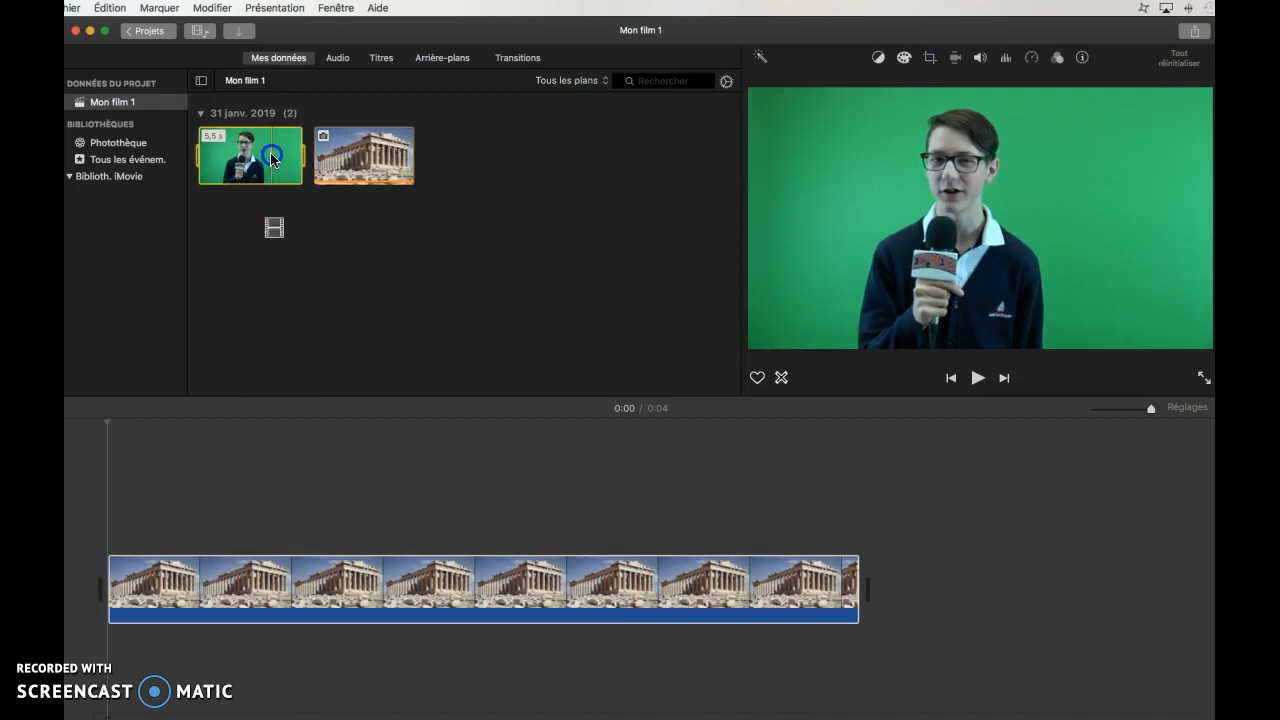 hier Édition Marquer Modifier Présentation Fenêtre Aide
Projets
Mon film 1
Mes données Audio Titres Arrière-plans Transitions
Tout
réinitialiser
DONNÉES DU PROJET
Mon film 1
BIBLIOTHÈQUES
Photothèque
Tous les événem.
Biblioth. iMovie
Mon film 1
Tous les plans
Rechercher
31 janv. 2019 (2)
5,5 s
0:00 / 0:04
Réglages
RECORDED WITH
SCREENCAST MATIC